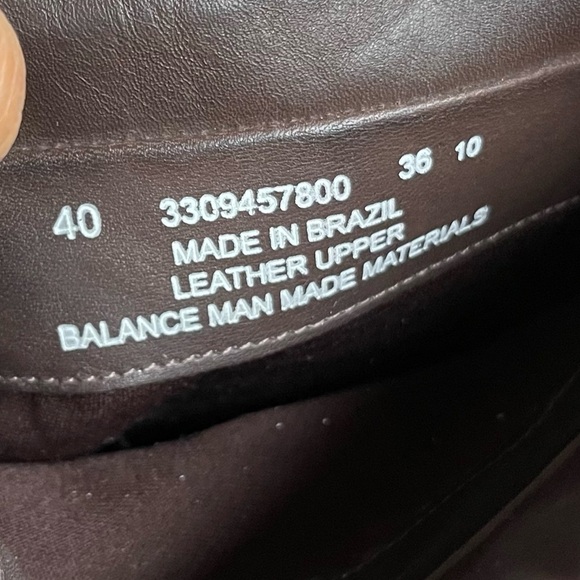 40 3309457800 36 10
MADE IN BRAZIL
LEATHER UPPER
BALANCE MAN MADE MATERIALS